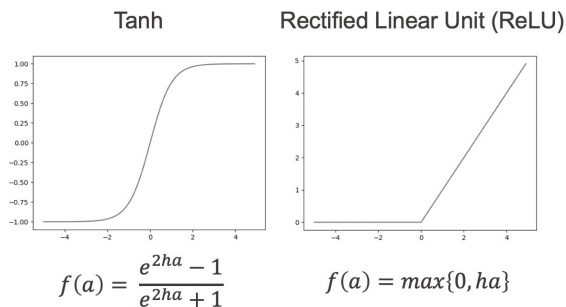 Tanh
Rectified Linear Unit (ReLU)
1.00
0.75
0.50
0.25
0.00
−0.25
−0.50
−0.75
−1.00
−4 −2 0 2 4
5
4
3
2
1
0
−4 −2 0 2 4
f(a) = \frac{e^{2ha} − 1}{e^{2ha} + 1}
f(a) = max{0, ha}